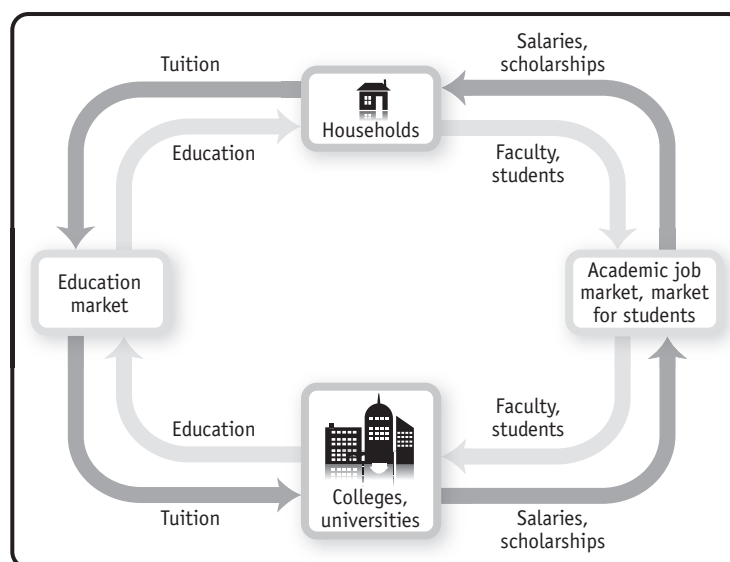 Salaries,
scholarships
Tuition
Households
Education
Faculty,
students
Education
market
Academic job
market, market
for students
Education
Faculty,
students
Colleges,
universities
Tuition
Salaries,
scholarships